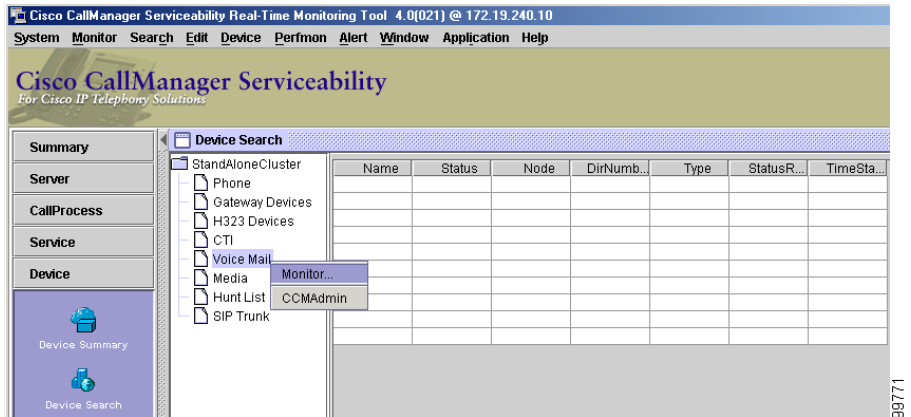 Cisco CallManager Serviceability Real-Time Monitoring Tool 4.0(021) @ 172.19.240.10
System Monitor Search Edit Device Perfmon Alert Window Application Help
Cisco CallManager Serviceability
For Cisco IP Telephony Solutions
Summary
Server
CallProcess
Service
Device
Device Summary
Device Search
Device Search
StandAloneCluster
Phone
Gateway Devices
H323 Devices
CTI
Voice Mail
Media
Hunt List
SIP Trunk
Monitor...
CCMAdmin
Name Status Node DirNumb... Type StatusR... TimeSta...
99771